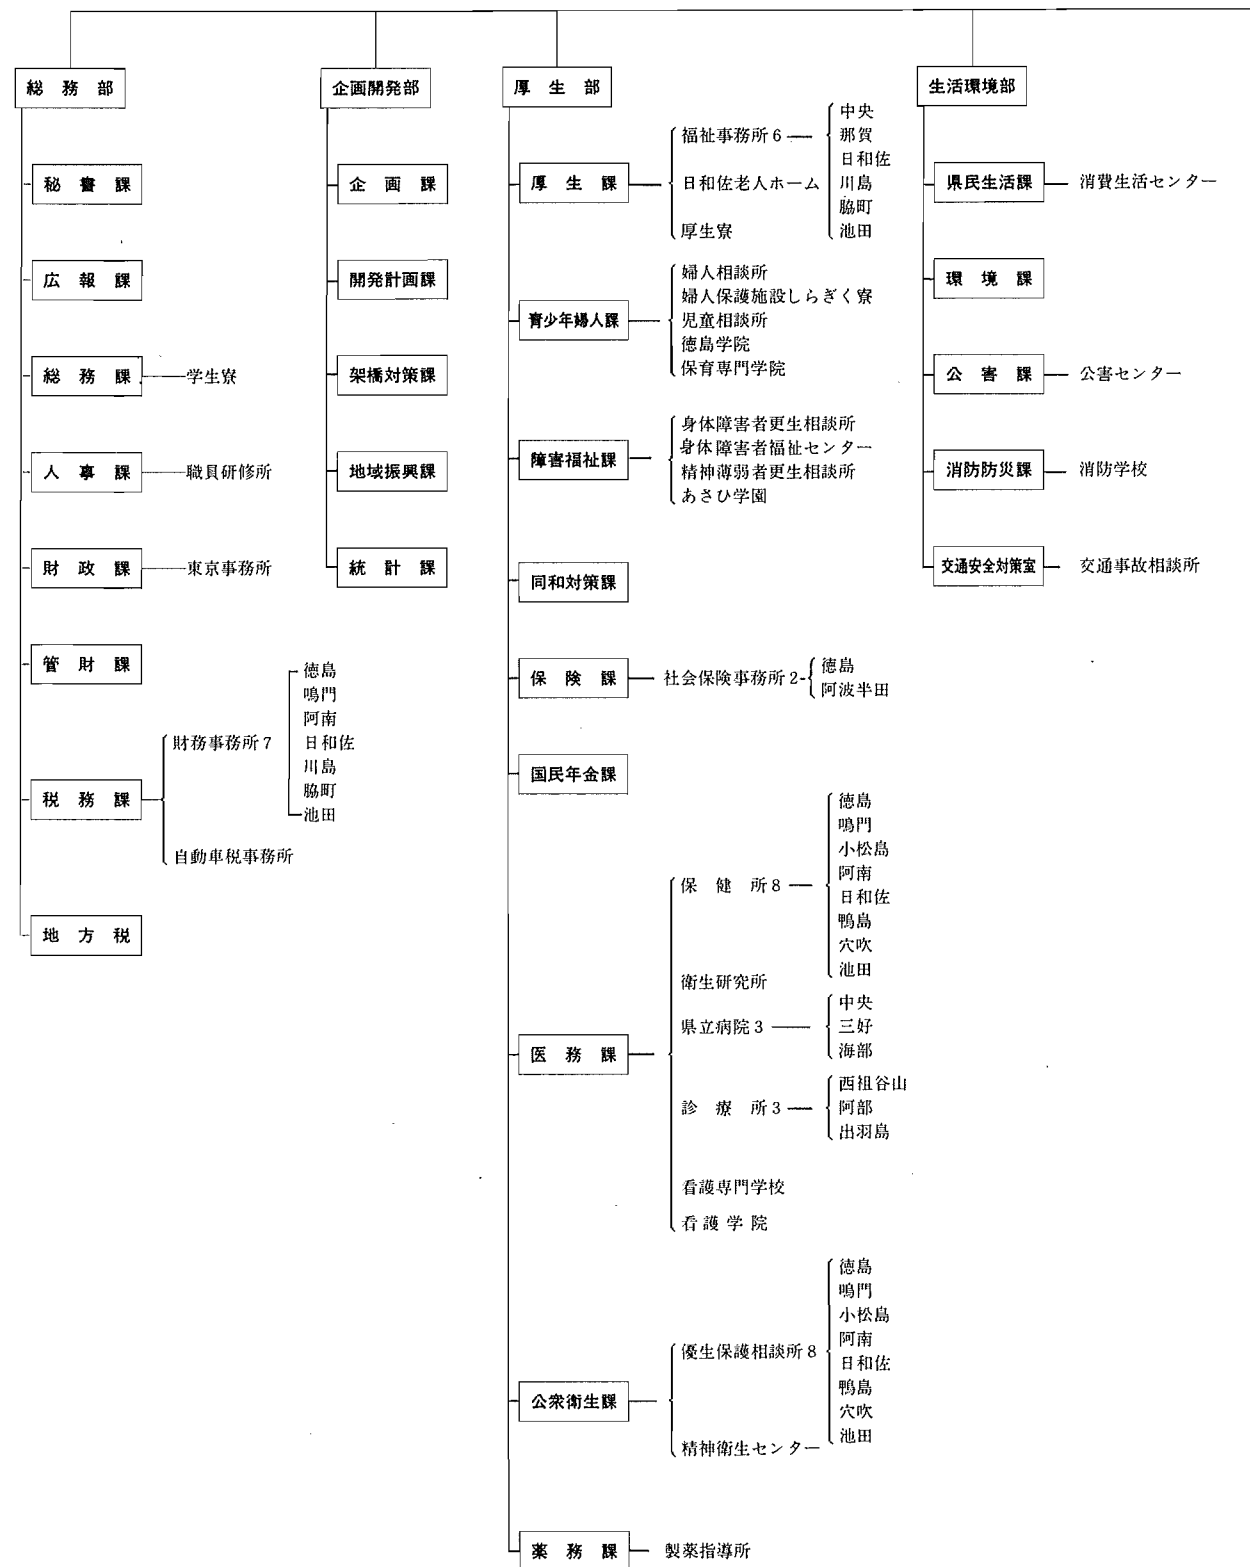 総務部
秘書課
広報課
総務課 学生寮
人事課 職員研修所
財政課 東京事務所
管財課
税務課
財務事務所7
徳島
鳴門
阿南
日和佐
川島
脇町
池田
自動車税事務所
地方税
企画開発部
企画課
開発計画課
架橋対策課
地域振興課
統計課
厚生部
厚生課
福祉事務所6
中央
那賀
日和佐
川島
脇町
池田
日和佐老人ホーム
厚生寮
青少年婦人課
婦人相談所
婦人保護施設しらぎく寮
児童相談所
徳島学院
保育専門学院
障害福祉課
身体障害者更生相談所
身体障害者福祉センター
精神薄弱者更生相談所
あさひ学園
同和対策課
保険課
社会保険事務所2
徳島
阿波半田
国民年金課
医務課
保健所8
徳島
鳴門
小松島
阿南
日和佐
鴨島
穴吹
池田
衛生研究所
県立病院3
中央
三好
海部
診療所3
西祖谷山
阿部
出羽島
看護専門学校
看護学院
公衆衛生課
優生保護相談所8
徳島
鳴門
小松島
阿南
日和佐
鴨島
穴吹
池田
精神衛生センター
薬務課 製薬指導所
生活環境部
県民生活課 消費生活センター
環境課
公害課 公害センター
消防防災課 消防学校
交通安全対策室 交通事故相談所